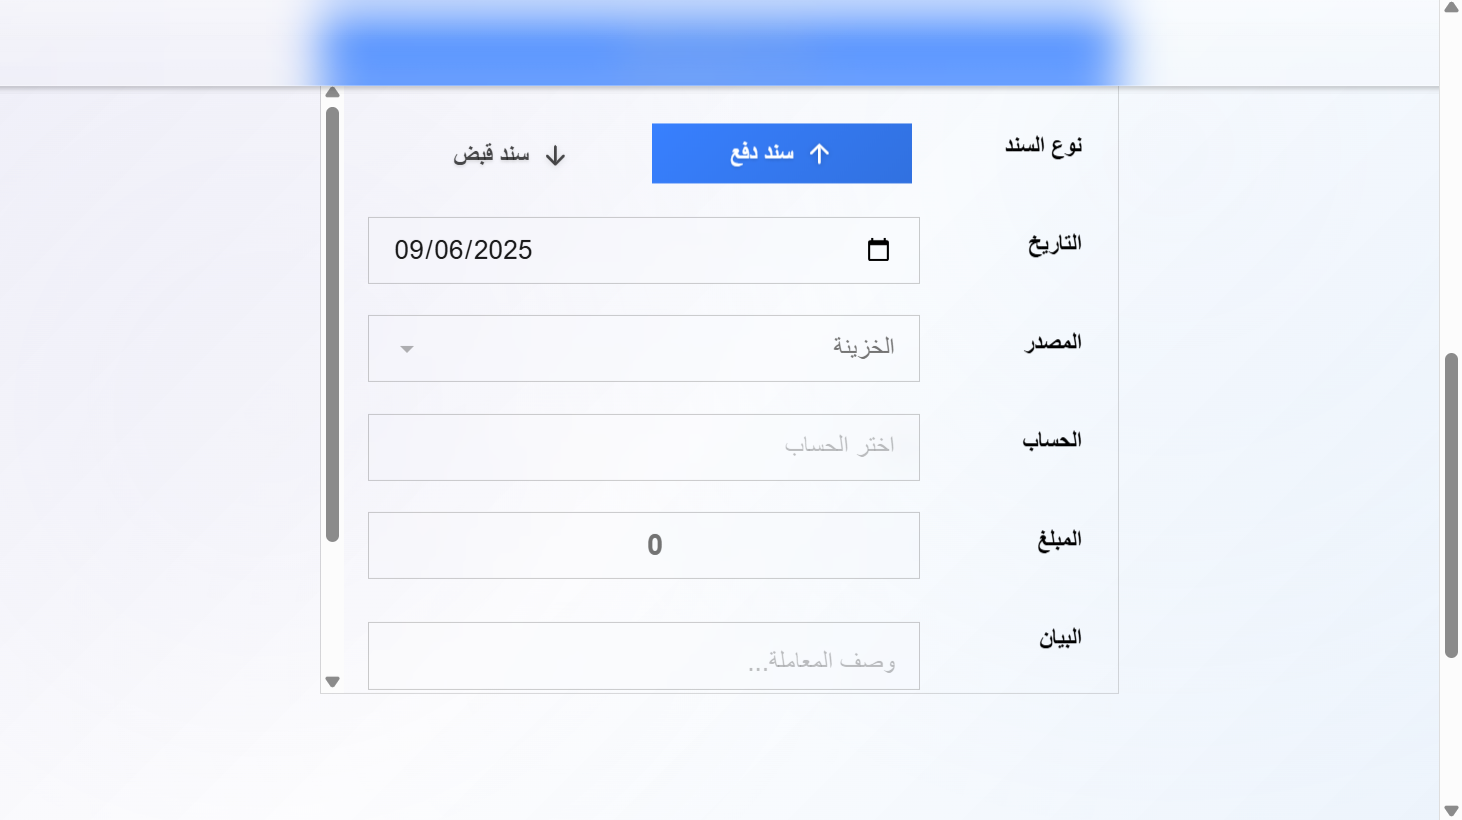 نوع السند
سند دفع
سند قبض
التاريخ
09/06/2025
المصدر
الخزينة
الحساب
اختر الحساب
المبلغ
0
البيان
وصف المعاملة...